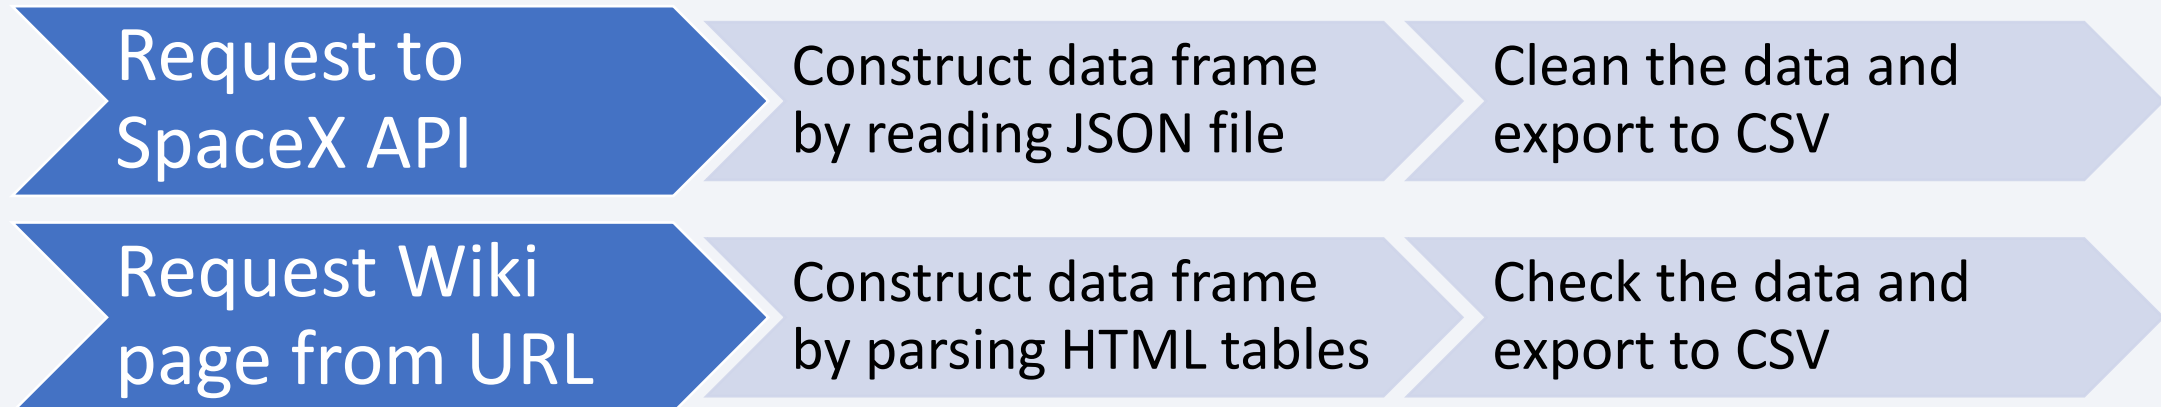 Request to
SpaceX API
Construct data frame
by reading JSON file
Clean the data and
export to CSV
Request Wiki
page from URL
Construct data frame
by parsing HTML tables
Check the data and
export to CSV